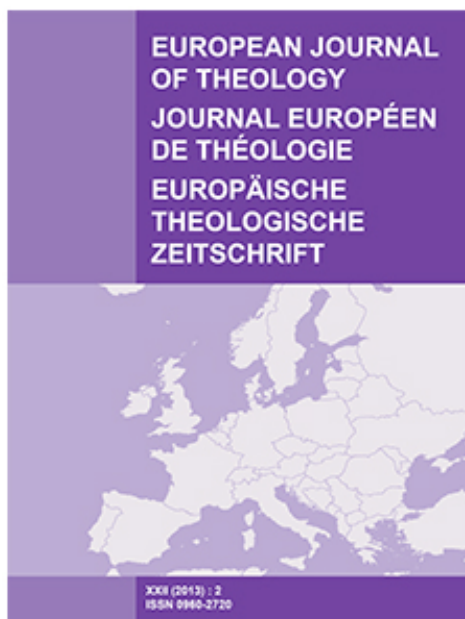 EUROPEAN JOURNAL
OF THEOLOGY
JOURNAL EUROPÉEN
DE THÉOLOGIE
EUROPÄISCHE
THEOLOGISCHE
ZEITSCHRIFT
XXII (2013) : 2
ISSN 0960-2720